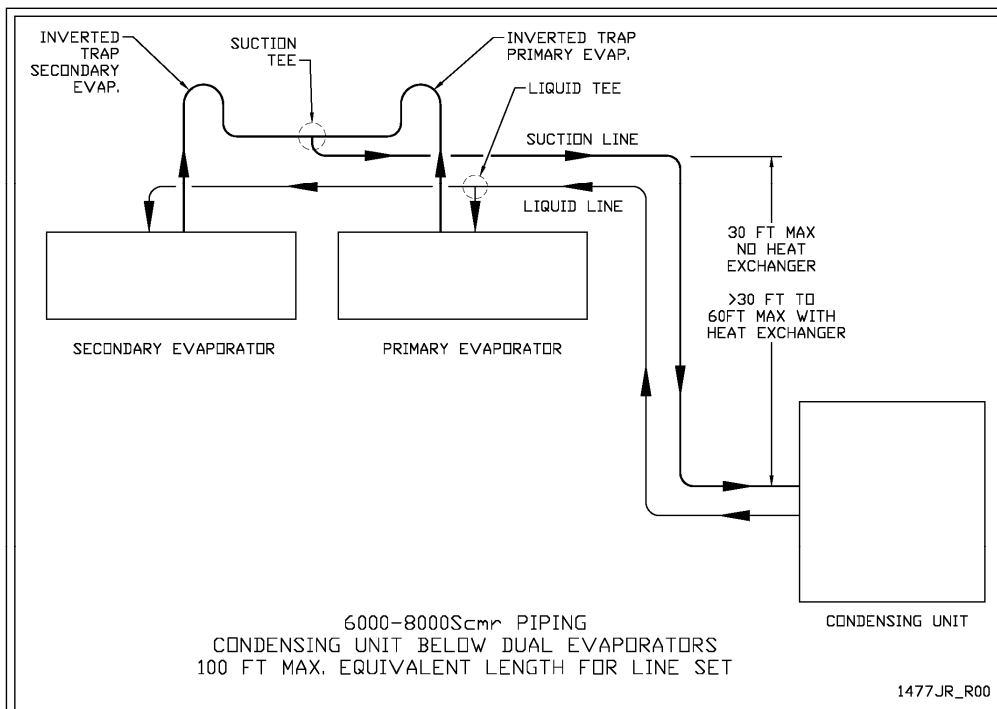 INVERTED
TRAP
SECONDARY
EVAP.
SUCTION
TEE
INVERTED TRAP
PRIMARY EVAP.
LIQUID TEE
SUCTION LINE
LIQUID LINE
30 FT MAX
NO HEAT
EXCHANGER
>30 FT TO
60FT MAX WITH
HEAT EXCHANGER
SECONDARY EVAPORATOR
PRIMARY EVAPORATOR
CONDENSING UNIT
6000-8000Scmr PIPING
CONDENSING UNIT BELOW DUAL EVAPORATORS
100 FT MAX. EQUIVALENT LENGTH FOR LINE SET
1477JR_R00